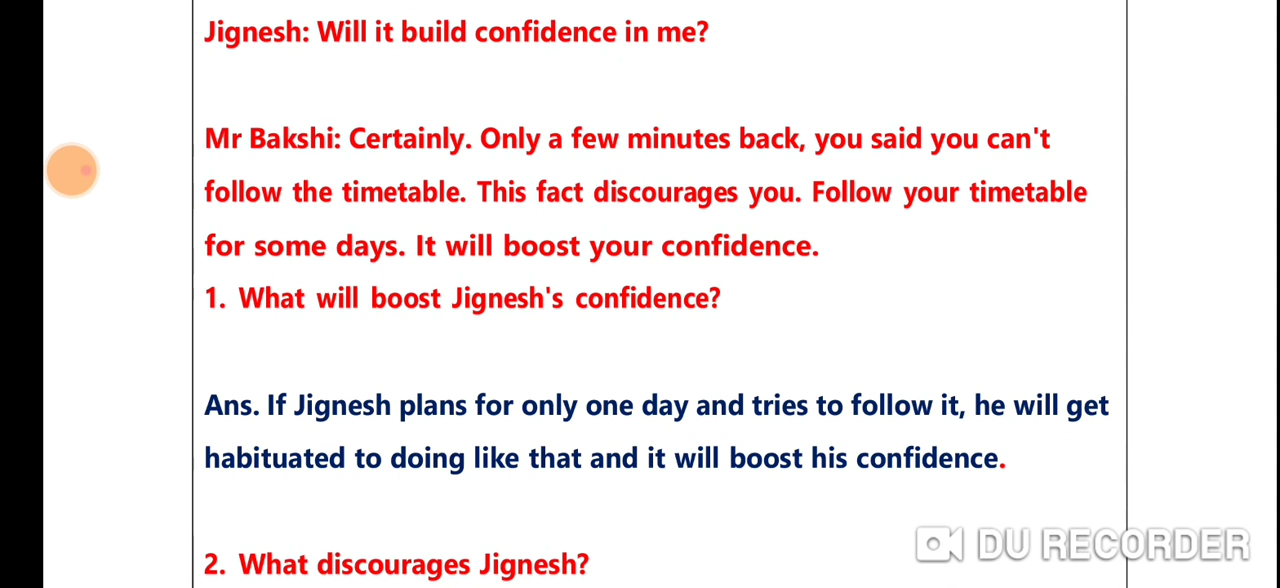 Jignesh: Will it build confidence in me?
Mr Bakshi: Certainly. Only a few minutes back, you said you can't
follow the timetable. This fact discourages you. Follow your timetable
for some days. It will boost your confidence.
1. What will boost Jignesh's confidence?
Ans. If Jignesh plans for only one day and tries to follow it, he will get
habituated to doing like that and it will boost his confidence.
2. What discourages Jignesh?
DU RECORDER